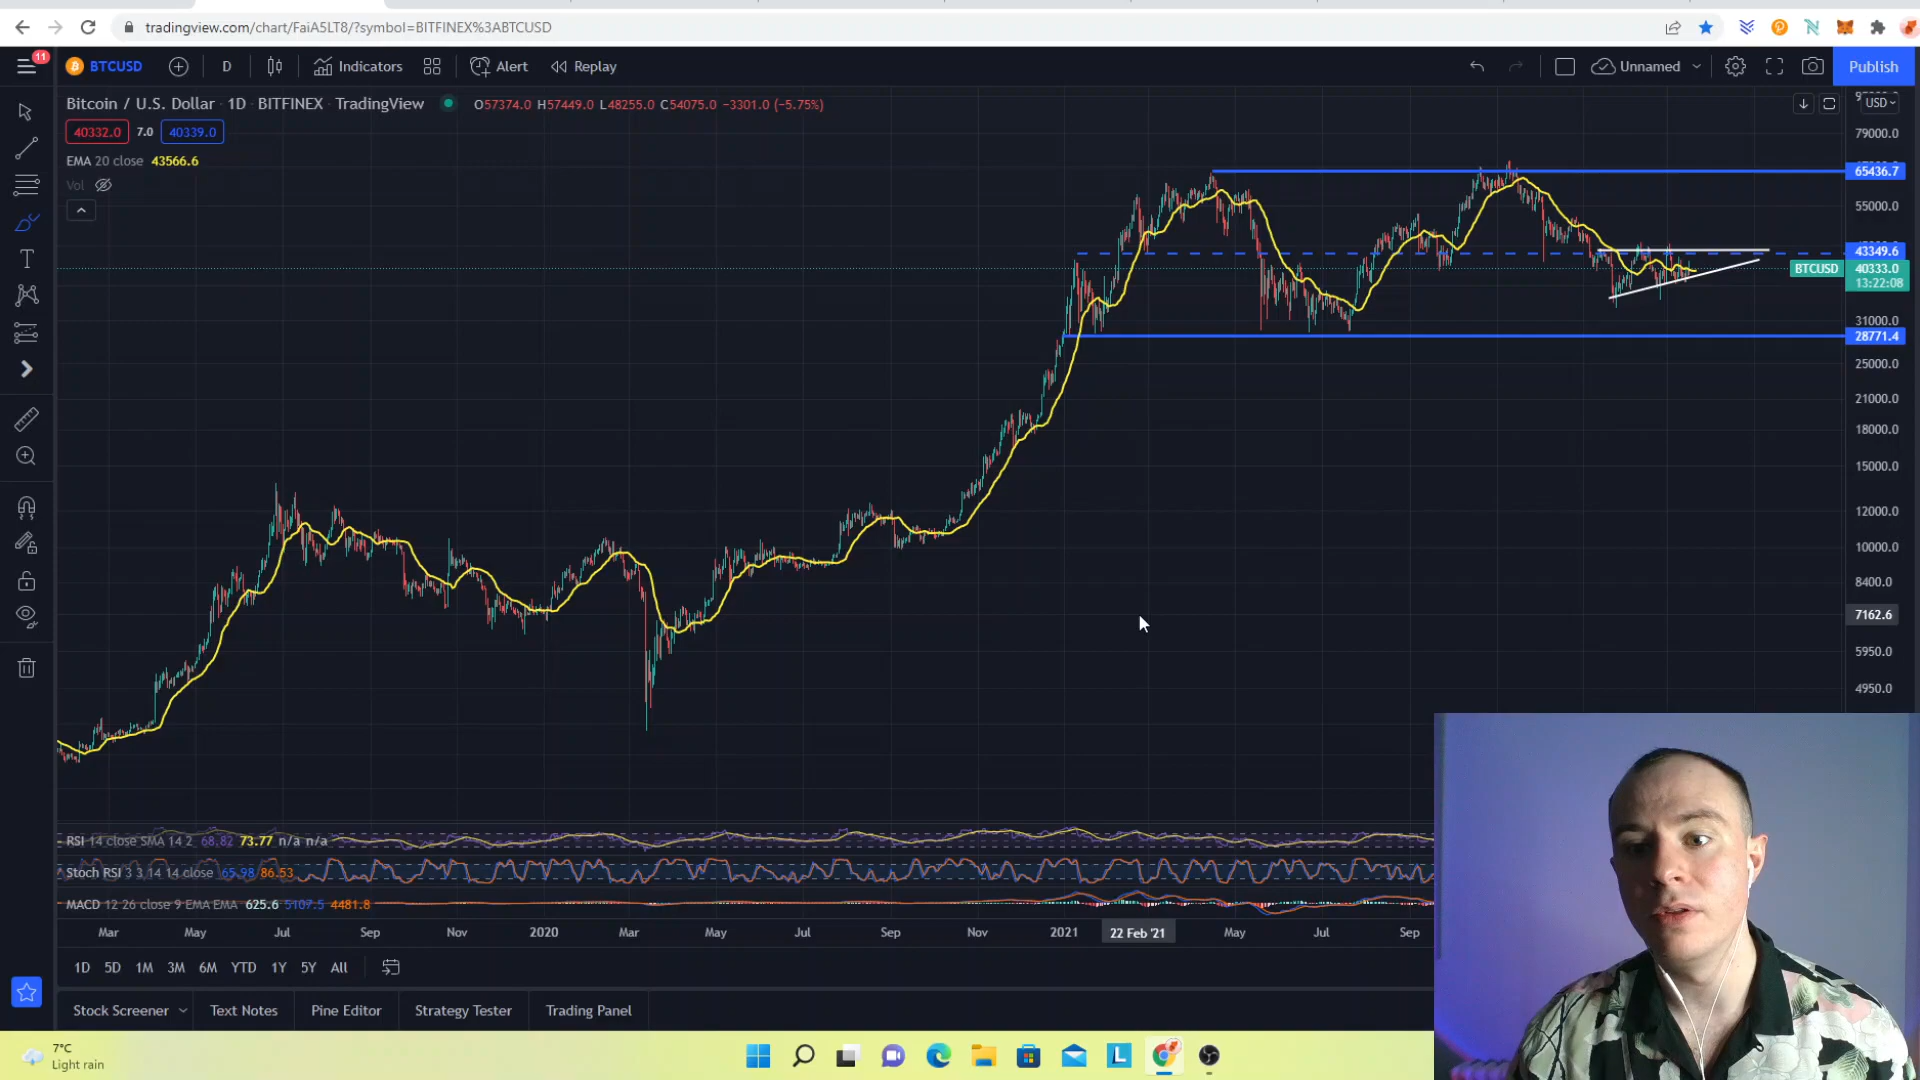 tradingview.com/chart/FaiA5LT8/?symbol=BITFINEX%3ABTCUSD
11
BTCUSD
D
Indicators
Alert
Replay
Unnamed
Publish
Bitcoin / U.S. Dollar · 1D · BITFINEX · TradingView
O57374.0 H57449.0 L48255.0 C54075.0 −3301.0 (−5.75%)
USD
40332.0 7.0 40339.0
EMA 20 close 43566.6
Vol
79000.0
65436.7
55000.0
43349.6
BTCUSD 40333.0
13:22:08
31000.0
28771.4
25000.0
21000.0
18000.0
15000.0
12000.0
10000.0
8400.0
7162.6
5950.0
4950.0
RSI 14 close SMA 14 2 68.82 73.77 n/a n/a
Stoch RSI 3 3 14 14 close 65.98 86.53
MACD 12 26 close 9 EMA EMA 625.6 5107.5 4481.8
Mar May Jul Sep Nov 2020 Mar May Jul Sep Nov 2021 22 Feb '21 May Jul Sep
1D 5D 1M 3M 6M YTD 1Y 5Y All
Stock Screener Text Notes Pine Editor Strategy Tester Trading Panel
7°C
Light rain